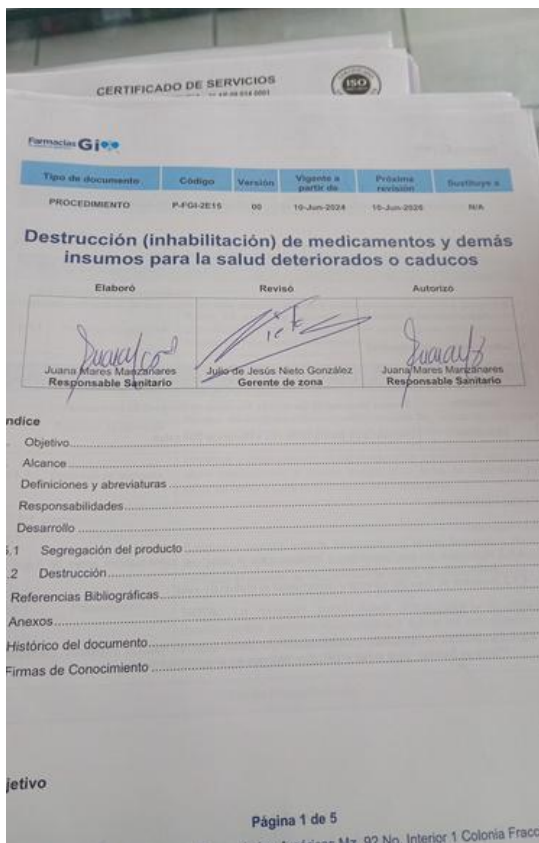 CERTIFICADO DE SERVICIOS
ISO
Farmacias Gi
Tipo de documento Código Versión Vigente a partir de Próxima revisión Sustituye a
PROCEDIMIENTO P-FGI-2E15 00 10-Jun-2024 10-Jun-2026 N/A
Destrucción (inhabilitación) de medicamentos y demás
insumos para la salud deteriorados o caducos
Elaboró Revisó Autorizó
Juana Mares Manzanares Julio de Jesús Nieto González Juana Mares Manzanares
Responsable Sanitario Gerente de zona Responsable Sanitario
ndice
Objetivo
Alcance
Definiciones y abreviaturas
Responsabilidades
Desarrollo
.1 Segregación del producto
.2 Destrucción
Referencias Bibliográficas
Anexos
Histórico del documento
Firmas de Conocimiento
jetivo
Página 1 de 5
Mz. 92 No. Interior 1 Colonia Fracc